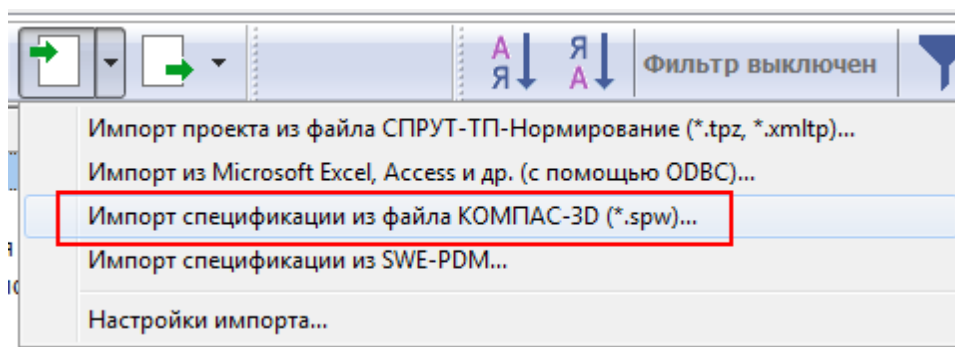 А Я
Я А
Фильтр выключен
Импорт проекта из файла СПРУТ-ТП-Нормирование (*.tpz, *.xmltp)...
Импорт из Microsoft Excel, Access и др. (с помощью ODBC)...
Импорт спецификации из файла КОМПАС-3D (*.spw)...
Импорт спецификации из SWE-PDM...
Настройки импорта...